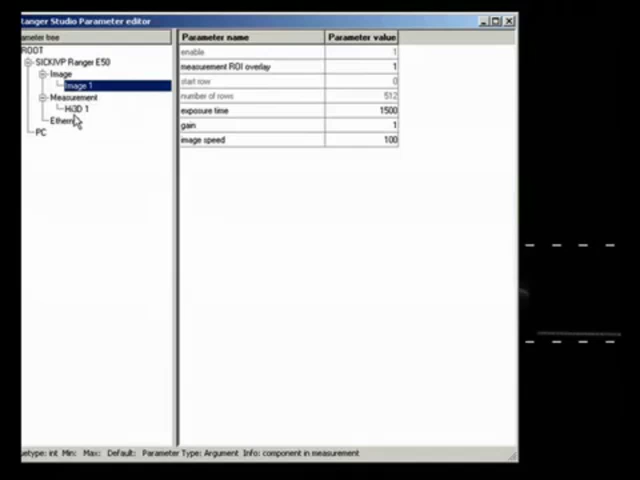 Ranger Studio Parameter editor
ameter tree
Parameter name Parameter value
ROOT
SICKIVP Ranger E50
Image
Image 1
Measurement
Hi3D 1
Ethern
PC
enable 1
measurement ROI overlay 1
start row 0
number of rows 512
exposure time 1500
gain 1
image speed 100
uetype: int Min: Max: Default: Parameter Type: Argument Info: component in measurement